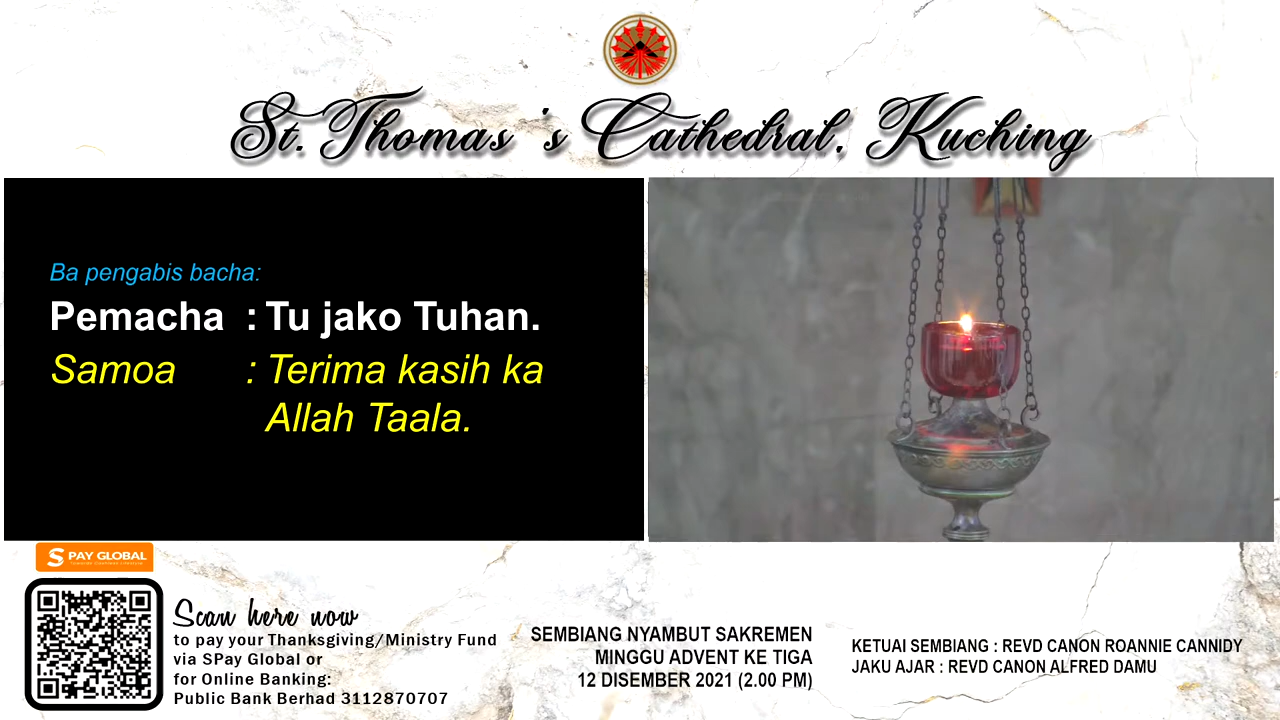 St. Thomas 's Cathedral, Kuching
Ba pengabis bacha:
Pemacha : Tu jako Tuhan.
Samoa : Terima kasih ka
Allah Taala.
S PAY GLOBAL
Scan here now
to pay your Thanksgiving/Ministry Fund
via SPay Global or
for Online Banking:
Public Bank Berhad 3112870707
SEMBIANG NYAMBUT SAKREMEN
MINGGU ADVENT KE TIGA
12 DISEMBER 2021 (2.00 PM)
KETUAI SEMBIANG : REVD CANON ROANNIE CANNIDY
JAKU AJAR : REVD CANON ALFRED DAMU